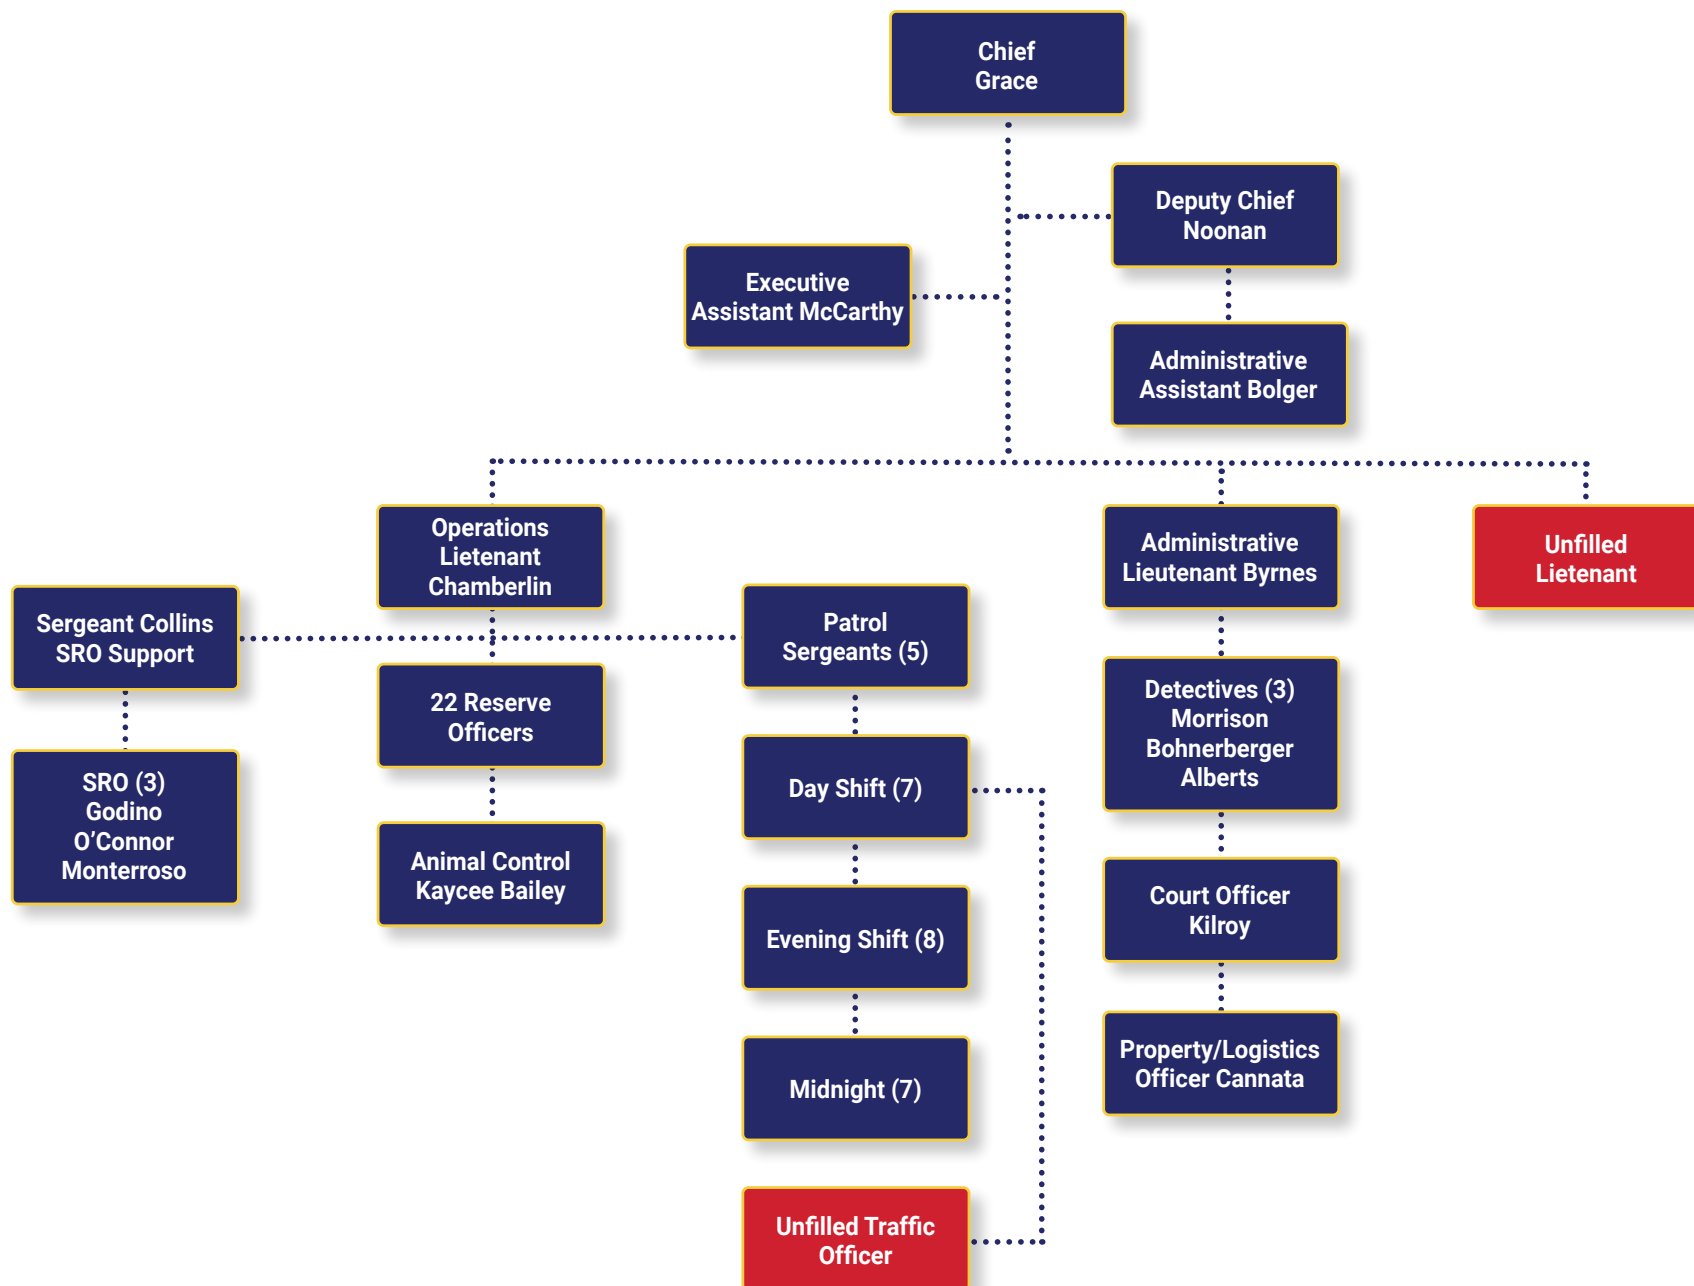 Chief
Grace
Deputy Chief
Noonan
Executive
Assistant McCarthy
Administrative
Assistant Bolger
Operations
Lietenant
Chamberlin
Administrative
Lieutenant Byrnes
Unfilled
Lietenant
Sergeant Collins
SRO Support
Patrol
Sergeants (5)
22 Reserve
Officers
Detectives (3)
Morrison
Bohnerberger
Alberts
SRO (3)
Godino
O’Connor
Monterroso
Day Shift (7)
Animal Control
Kaycee Bailey
Court Officer
Kilroy
Evening Shift (8)
Property/Logistics
Officer Cannata
Midnight (7)
Unfilled Traffic
Officer